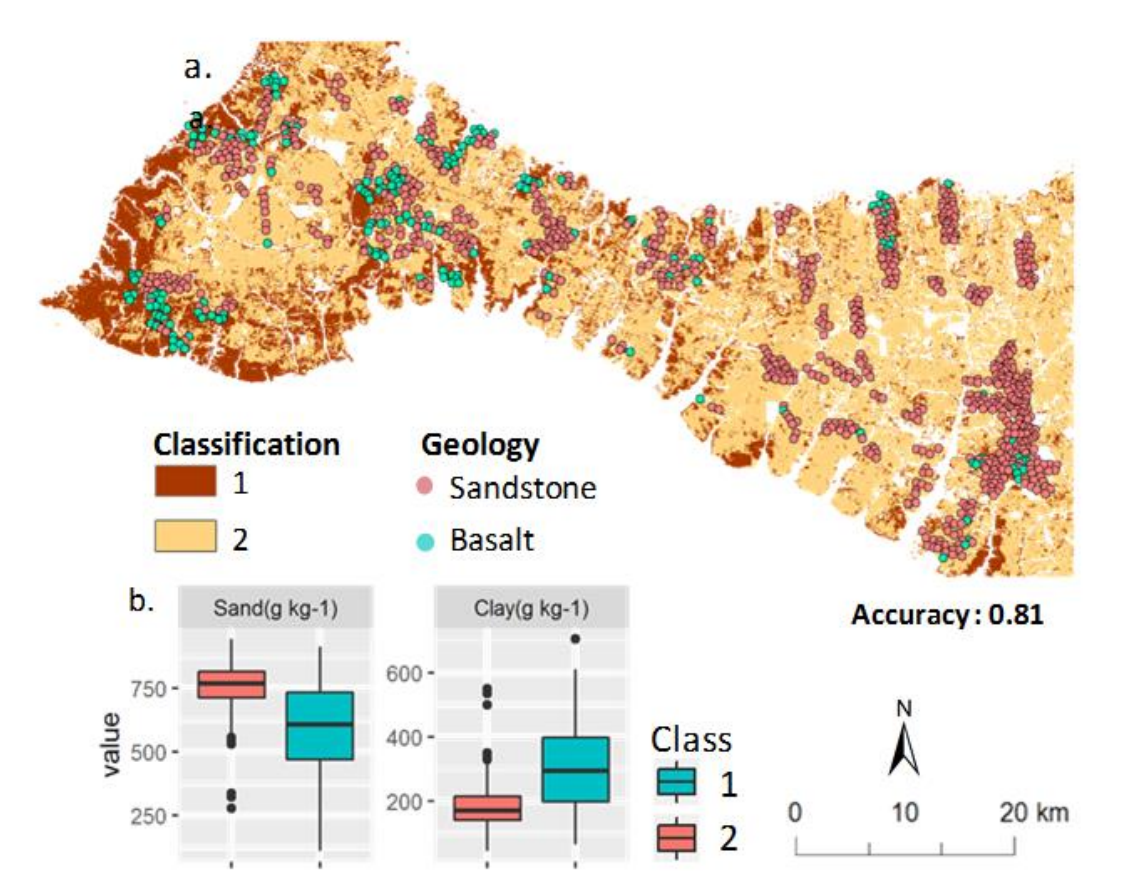 a.
a.
Classification
1
2
Geology
Sandstone
Basalt
b.
Sand(g kg-1)
Clay(g kg-1)
value
750
500
250
600
400
200
Class
1
2
Accuracy: 0.81
N
0 10 20 km